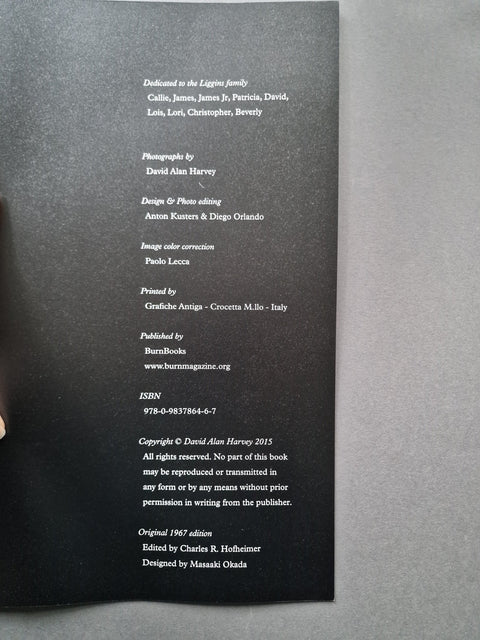 Dedicated to the Liggins family
Callie, James, James Jr, Patricia, David,
Lois, Lori, Christopher, Beverly
Photographs by
David Alan Harvey
Design & Photo editing
Anton Kusters & Diego Orlando
Image color correction
Paolo Lecca
Printed by
Grafiche Antiga - Crocetta M.llo - Italy
Published by
BurnBooks
www.burnmagazine.org
ISBN
978-0-9837864-6-7
Copyright © David Alan Harvey 2015
All rights reserved. No part of this book
may be reproduced or transmitted in
any form or by any means without prior
permission in writing from the publisher.
Original 1967 edition
Edited by Charles R. Hofheimer
Designed by Masaaki Okada